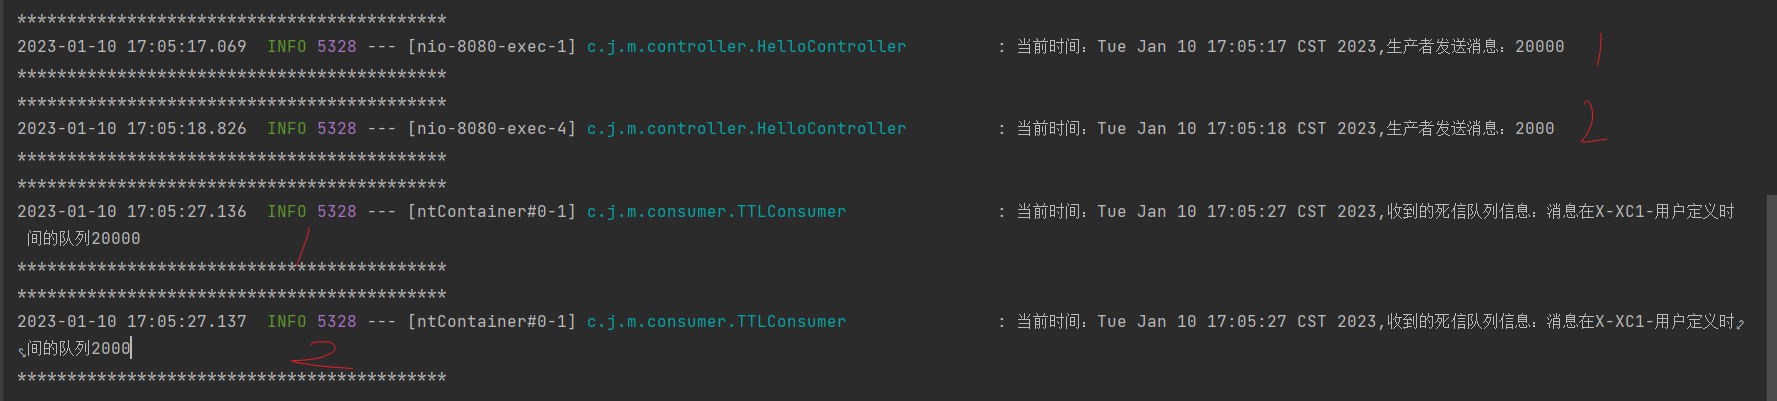 *******************************************
2023-01-10 17:05:17.069  INFO 5328 --- [nio-8080-exec-1] c.j.m.controller.HelloController         : 当前时间：Tue Jan 10 17:05:17 CST 2023,生产者发送消息：20000 1
*******************************************
*******************************************
2023-01-10 17:05:18.826  INFO 5328 --- [nio-8080-exec-4] c.j.m.controller.HelloController         : 当前时间：Tue Jan 10 17:05:18 CST 2023,生产者发送消息：2000 2
*******************************************
*******************************************
2023-01-10 17:05:27.136  INFO 5328 --- [ntContainer#0-1] c.j.m.consumer.TTLConsumer               : 当前时间：Tue Jan 10 17:05:27 CST 2023,收到的死信队列信息：消息在X-XC1-用户定义时
间的队列20000 1
*******************************************
*******************************************
2023-01-10 17:05:27.137  INFO 5328 --- [ntContainer#0-1] c.j.m.consumer.TTLConsumer               : 当前时间：Tue Jan 10 17:05:27 CST 2023,收到的死信队列信息：消息在X-XC1-用户定义时
间的队列2000 2
*******************************************